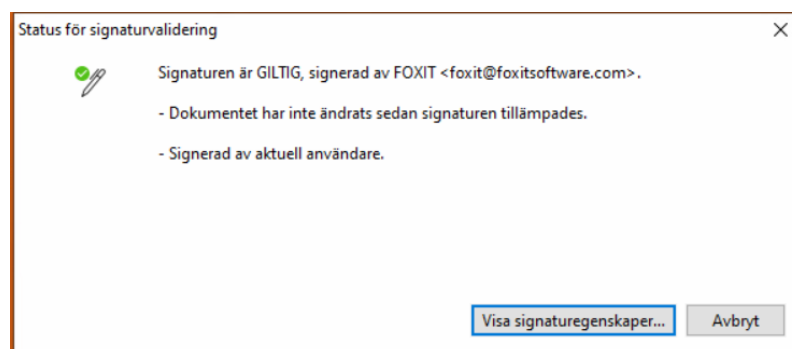 Status för signaturvalidering
Signaturen är GILTIG, signerad av FOXIT <foxit@foxitsoftware.com>.
- Dokumentet har inte ändrats sedan signaturen tillämpades.
- Signerad av aktuell användare.
Visa signaturegenskaper... Avbryt